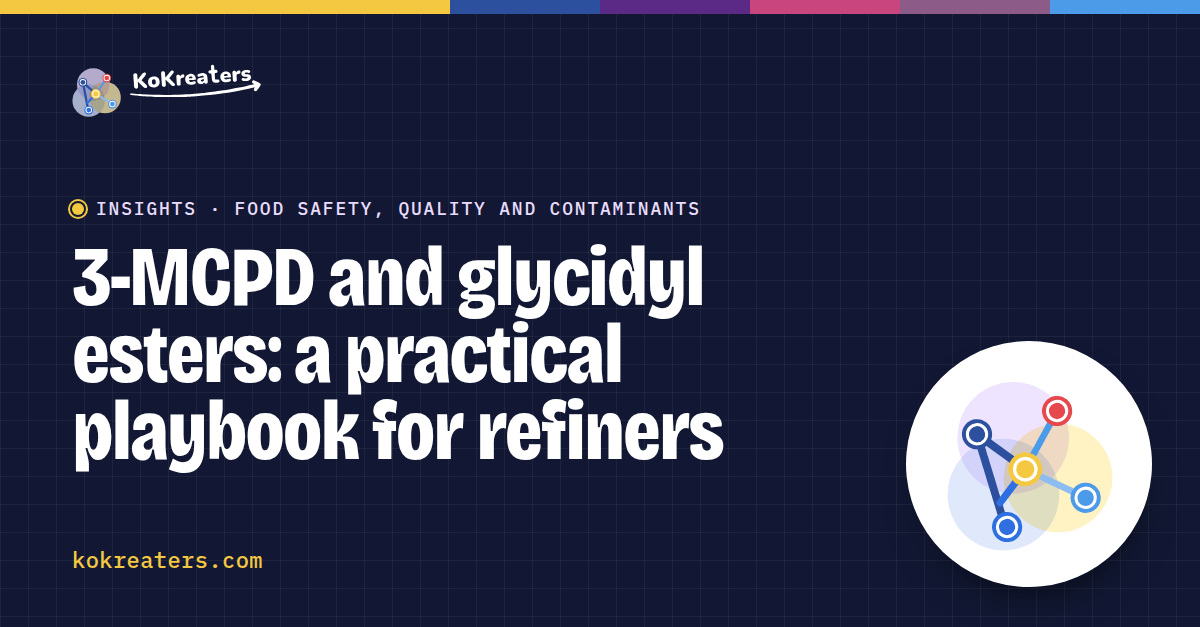 KoKreaters
INSIGHTS · FOOD SAFETY, QUALITY AND CONTAMINANTS
3-MCPD and glycidyl
esters: a practical
playbook for refiners
kokreaters.com